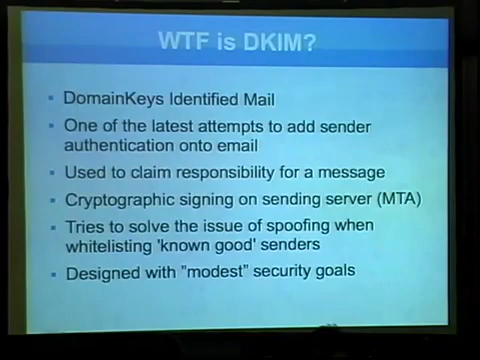 WTF is DKIM?
DomainKeys Identified Mail
One of the latest attempts to add sender
authentication onto email
Used to claim responsibility for a message
Cryptographic signing on sending server (MTA)
Tries to solve the issue of spoofing when
whitelisting 'known good' senders
Designed with "modest" security goals